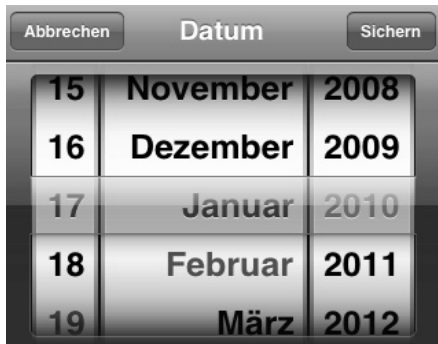 Abbrechen Datum Sichern
15 November 2008
16 Dezember 2009
17 Januar 2010
18 Februar 2011
19 März 2012